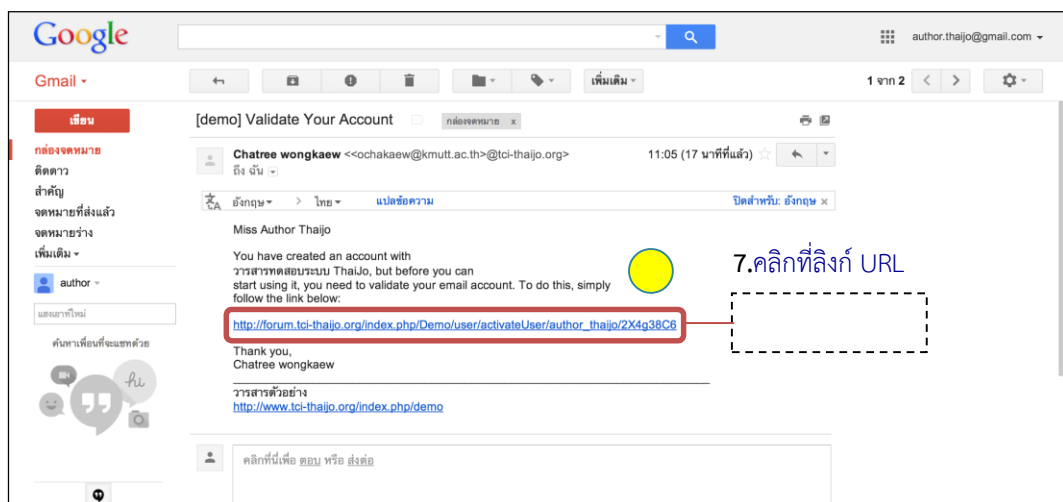 Google
author.thaijo@gmail.com
Gmail
เพิ่มเติม
1 จาก 2
เขียน
[demo] Validate Your Account
กล่องจดหมาย x
กล่องจดหมาย
ติดดาว
สำคัญ
จดหมายที่ส่งแล้ว
จดหมายร่าง
เพิ่มเติม
Chatree wongkaew <<ochakaew@kmutt.ac.th>@tci-thaijo.org>
11:05 (17 นาทีที่แล้ว)
ถึง ฉัน
อังกฤษ > ไทย แปลข้อความ
ปิดสำหรับ: อังกฤษ x
Miss Author Thaijo
You have created an account with
วารสารทดสอบระบบ ThaiJo, but before you can
start using it, you need to validate your email account. To do this, simply
follow the link below:
7.คลิกที่ลิงก์ URL
http://forum.tci-thaijo.org/index.php/Demo/user/activateUser/author_thaijo/2X4g38C6
Thank you,
Chatree wongkaew
วารสารตัวอย่าง
http://www.tci-thaijo.org/index.php/demo
author
แฮงเอาท์ใหม่
ค้นหาเพื่อนที่จะแชทด้วย
hi
คลิกที่นี่เพื่อ ตอบ หรือ ส่งต่อ